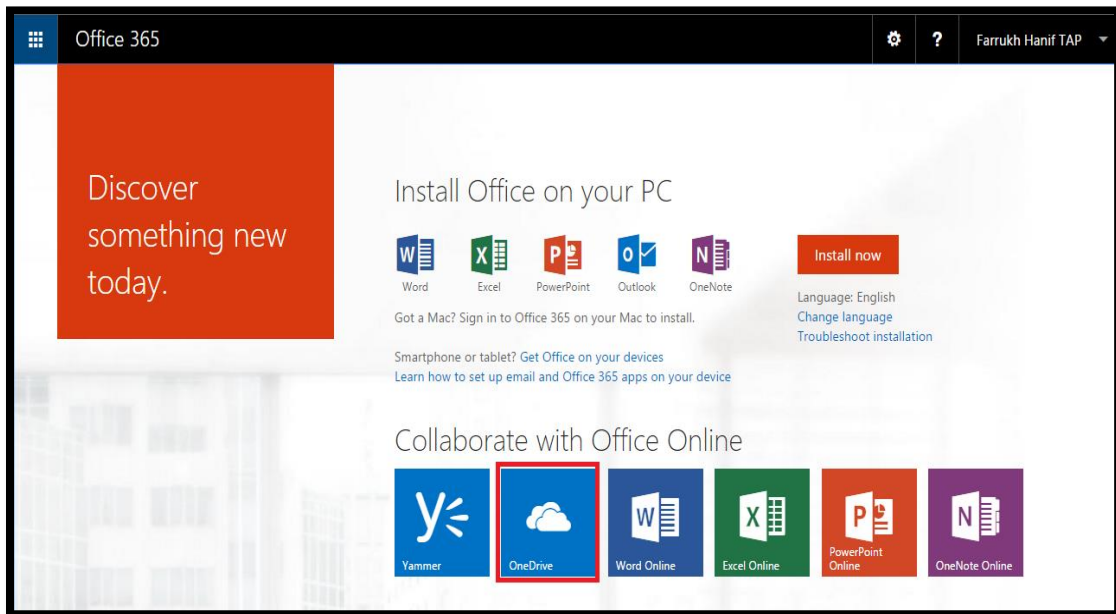 Office 365
?
Farrukh Hanif TAP
Discover
something new
today.
Install Office on your PC
Word
Excel
PowerPoint
Outlook
OneNote
Install now
Got a Mac? Sign in to Office 365 on your Mac to install.
Language: English
Change language
Troubleshoot installation
Smartphone or tablet? Get Office on your devices
Learn how to set up email and Office 365 apps on your device
Collaborate with Office Online
Yammer
OneDrive
Word Online
Excel Online
PowerPoint
Online
OneNote Online